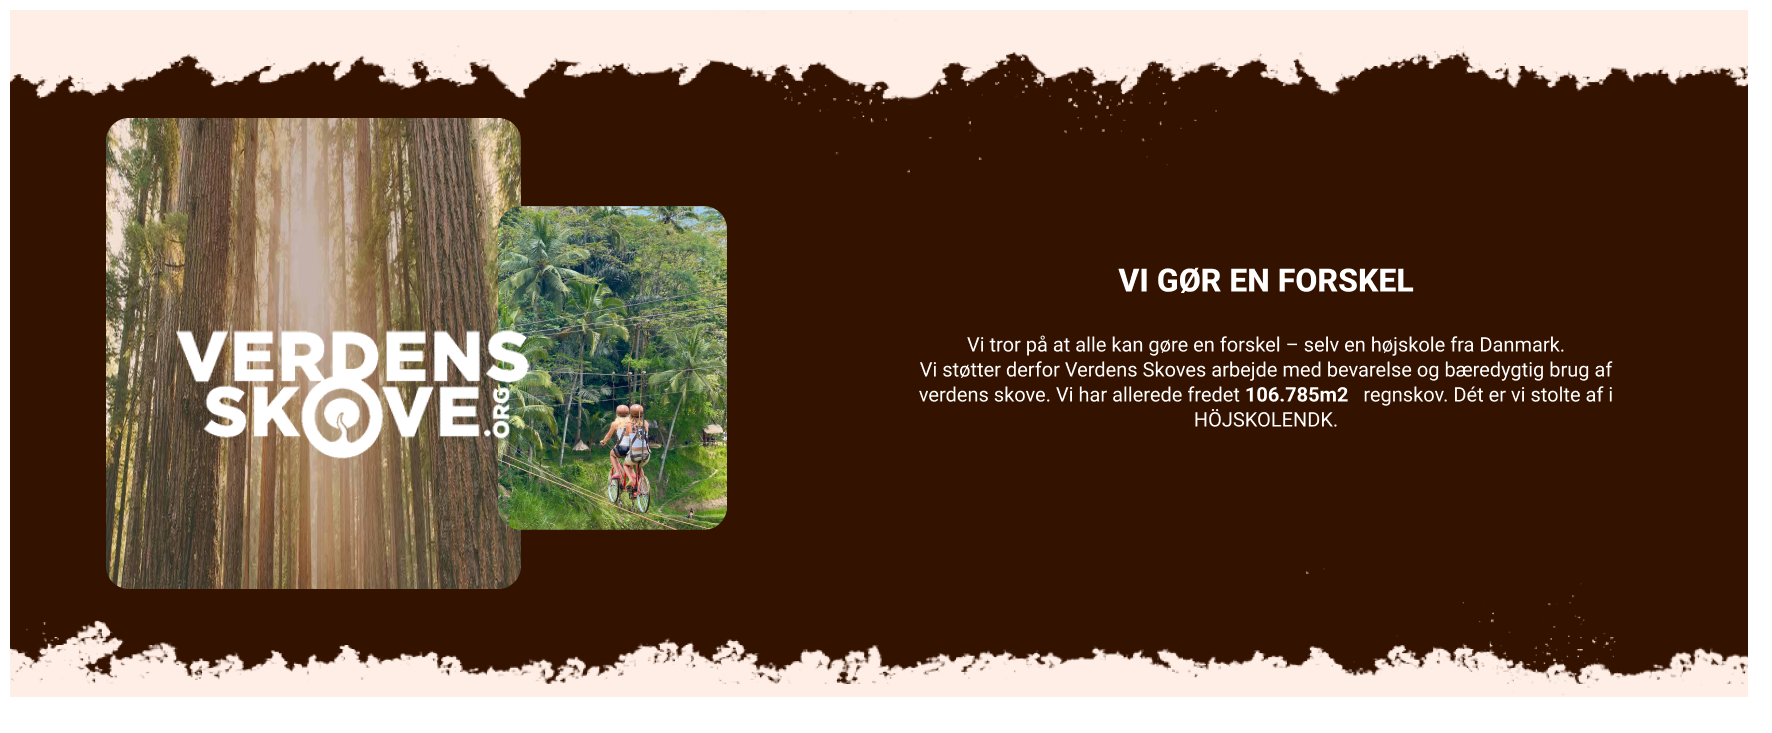 VERDENS
SKOVE.ORG
VI GØR EN FORSKEL
Vi tror på at alle kan gøre en forskel – selv en højskole fra Danmark.
Vi støtter derfor Verdens Skoves arbejde med bevarelse og bæredygtig brug af
verdens skove. Vi har allerede fredet 106.785m2 regnskov. Dét er vi stolte af i
HÖJSKOLENDK.